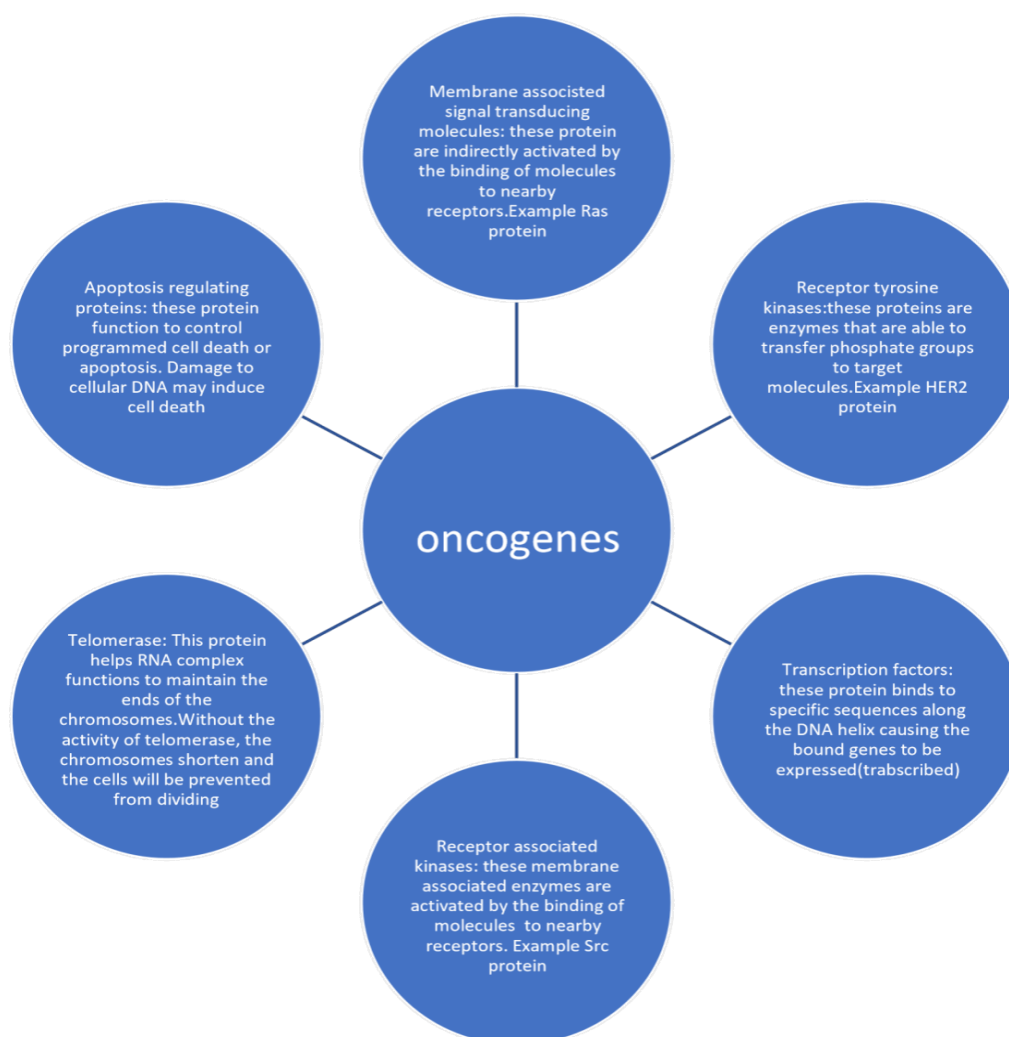 Membrane associsted
signal transducing
molecules: these protein
are indirectly activated by
the binding of molecules
to nearby
receptors.Example Ras
protein
Receptor tyrosine
kinases:these proteins are
enzymes that are able to
transfer phosphate groups
to target
molecules.Example HER2
protein
Transcription factors:
these protein binds to
specific sequences along
the DNA helix causing the
bound genes to be
expressed(trabscribed)
Receptor associated
kinases: these membrane
associated enzymes are
activated by the binding of
molecules to nearby
receptors. Example Src
protein
Telomerase: This protein
helps RNA complex
functions to maintain the
ends of the
chromosomes.Without the
activity of telomerase, the
chromosomes shorten and
the cells will be prevented
from dividing
Apoptosis regulating
proteins: these protein
function to control
programmed cell death or
apoptosis. Damage to
cellular DNA may induce
cell death
oncogenes